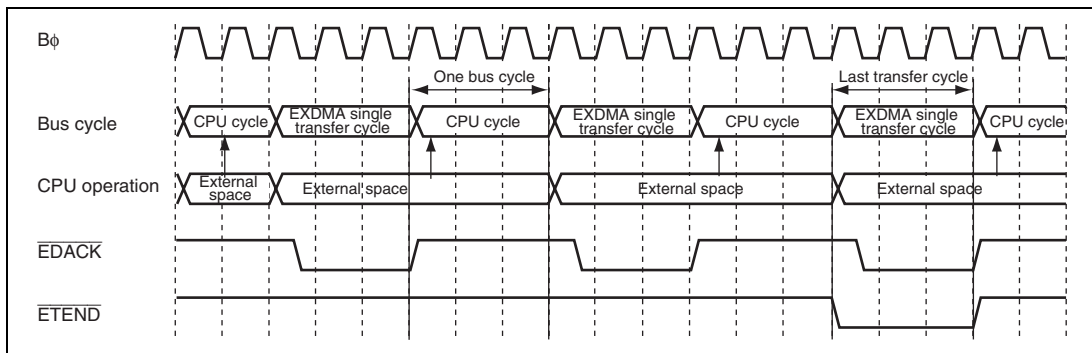 Bϕ
One bus cycle
Last transfer cycle
Bus cycle
CPU cycle
EXDMA single
transfer cycle
CPU cycle
EXDMA single
transfer cycle
CPU cycle
EXDMA single
transfer cycle
CPU cycle
CPU operation
External
space
External space
External space
External space
EDACK
ETEND